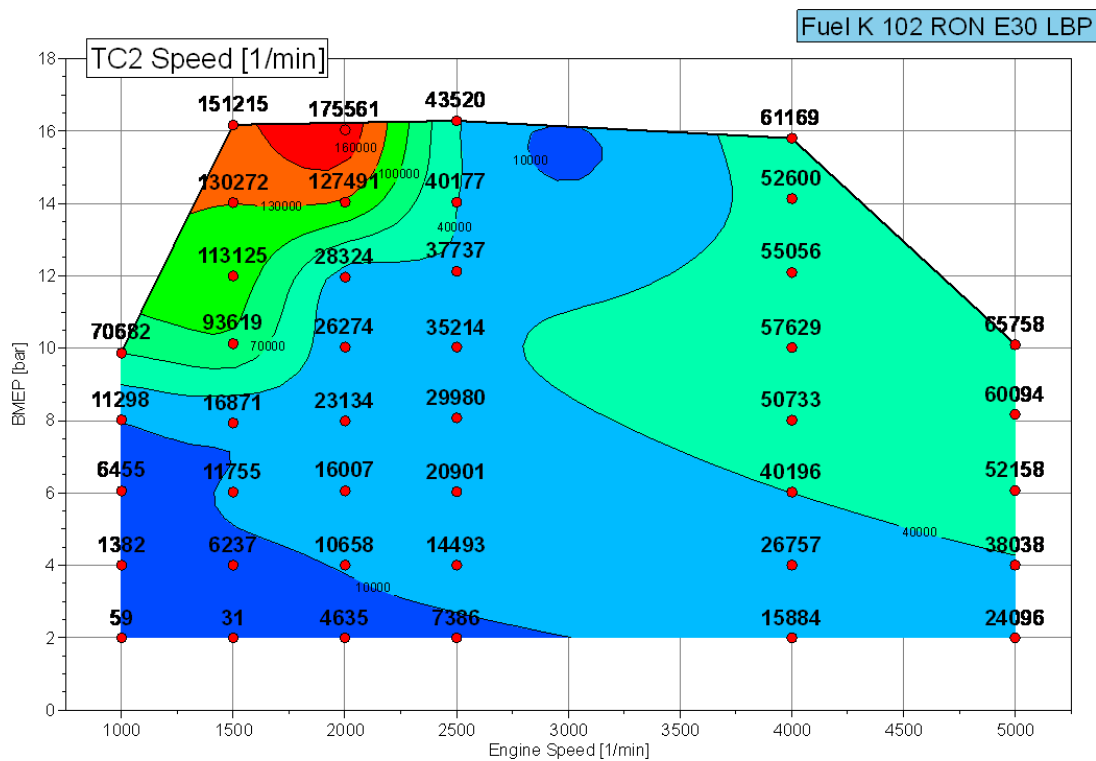 Fuel K 102 RON E30 LBP
TC2 Speed [1/min]
18
151215 175561 43520
61169
16
160000 10000
130272 127491 100000 40177 52600
14
130000 40000
113125 28324 37737 55056
12
70682 93619 26274 35214 57629 65758
70000
10
11298 16871 23134 29980 50733 60094
8
6455 11755 16007 20901 40196 52158
6
40000
1382 6237 10658 14493 26757 38038
4
10000
59 31 4635 7386 15884 24096
2
0
BMEP [bar]
1000 1500 2000 2500 3000 3500 4000 4500 5000
Engine Speed [1/min]